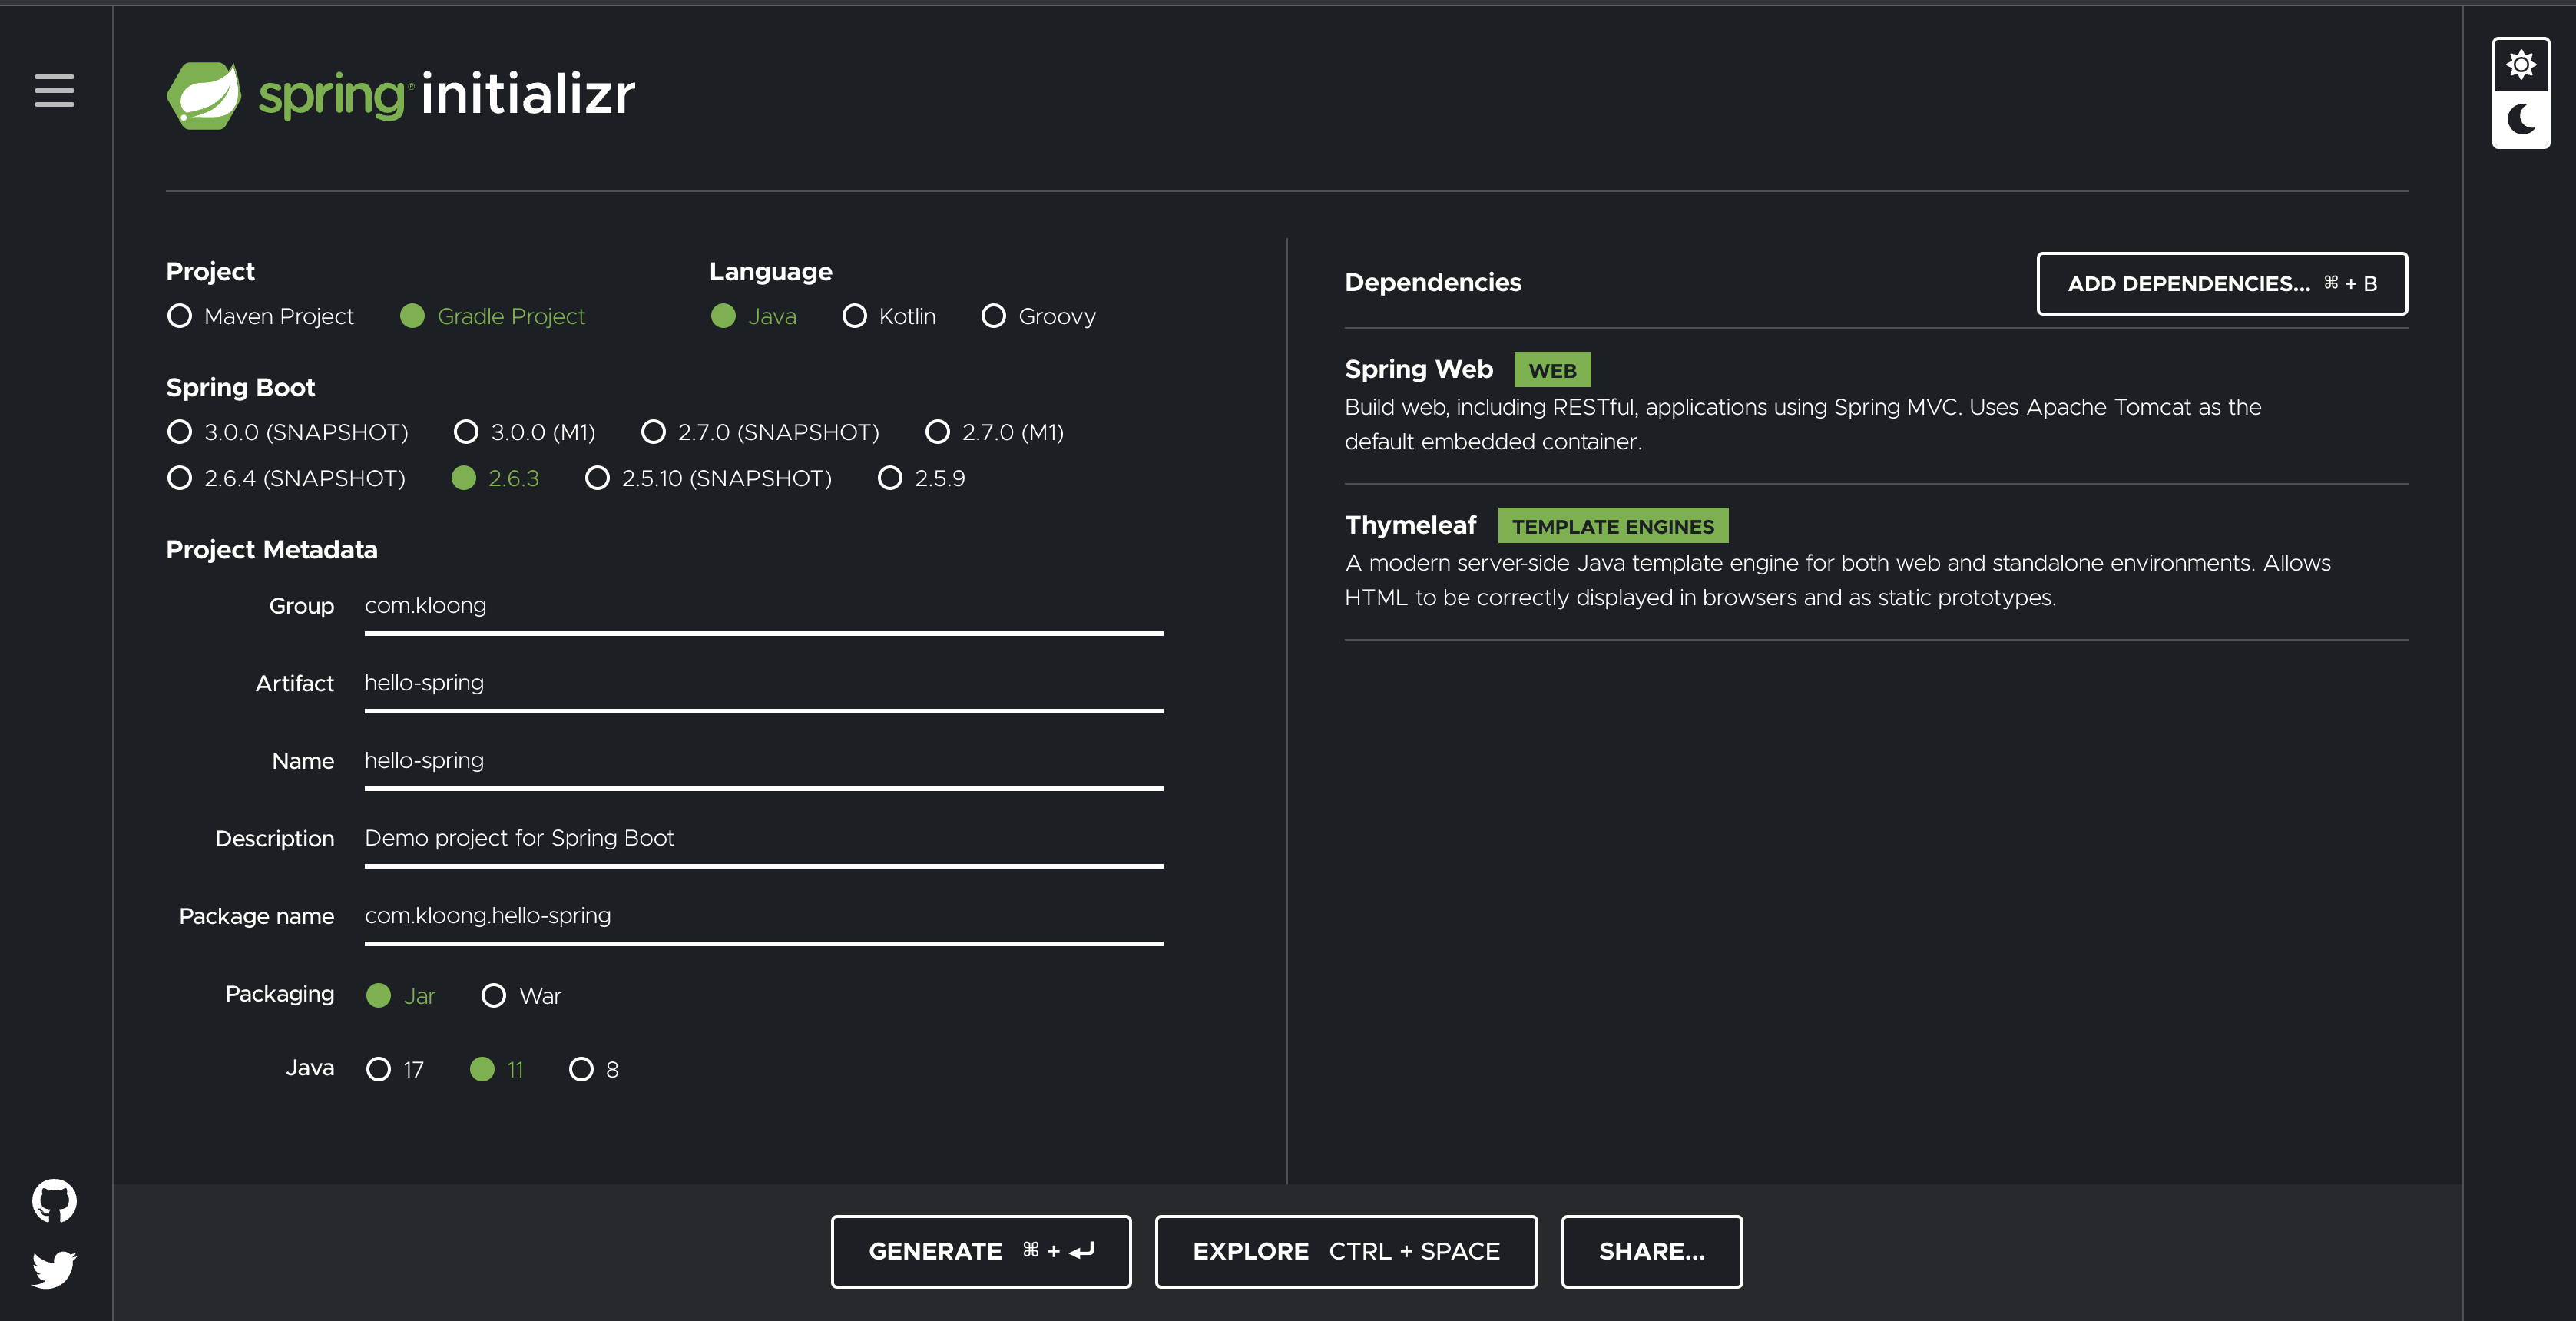 spring® initializr
Project
Maven Project Gradle Project
Language
Java Kotlin Groovy
Spring Boot
3.0.0 (SNAPSHOT) 3.0.0 (M1) 2.7.0 (SNAPSHOT) 2.7.0 (M1)
2.6.4 (SNAPSHOT) 2.6.3 2.5.10 (SNAPSHOT) 2.5.9
Project Metadata
Group com.kloong
Artifact hello-spring
Name hello-spring
Description Demo project for Spring Boot
Package name com.kloong.hello-spring
Packaging Jar War
Java 17 11 8
Dependencies
ADD DEPENDENCIES... ⌘ + B
Spring Web WEB
Build web, including RESTful, applications using Spring MVC. Uses Apache Tomcat as the
default embedded container.
Thymeleaf TEMPLATE ENGINES
A modern server-side Java template engine for both web and standalone environments. Allows
HTML to be correctly displayed in browsers and as static prototypes.
GENERATE ⌘ + ↵
EXPLORE CTRL + SPACE
SHARE...